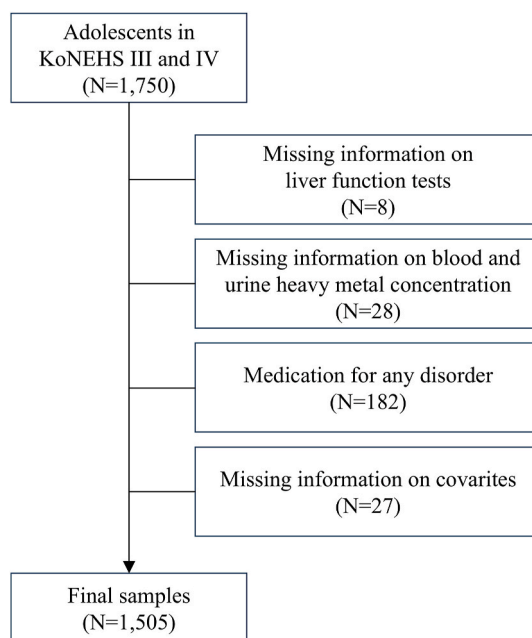 Adolescents in
KoNEHS III and IV
(N=1,750)
Missing information on
liver function tests
(N=8)
Missing information on blood and
urine heavy metal concentration
(N=28)
Medication for any disorder
(N=182)
Missing information on covarites
(N=27)
Final samples
(N=1,505)